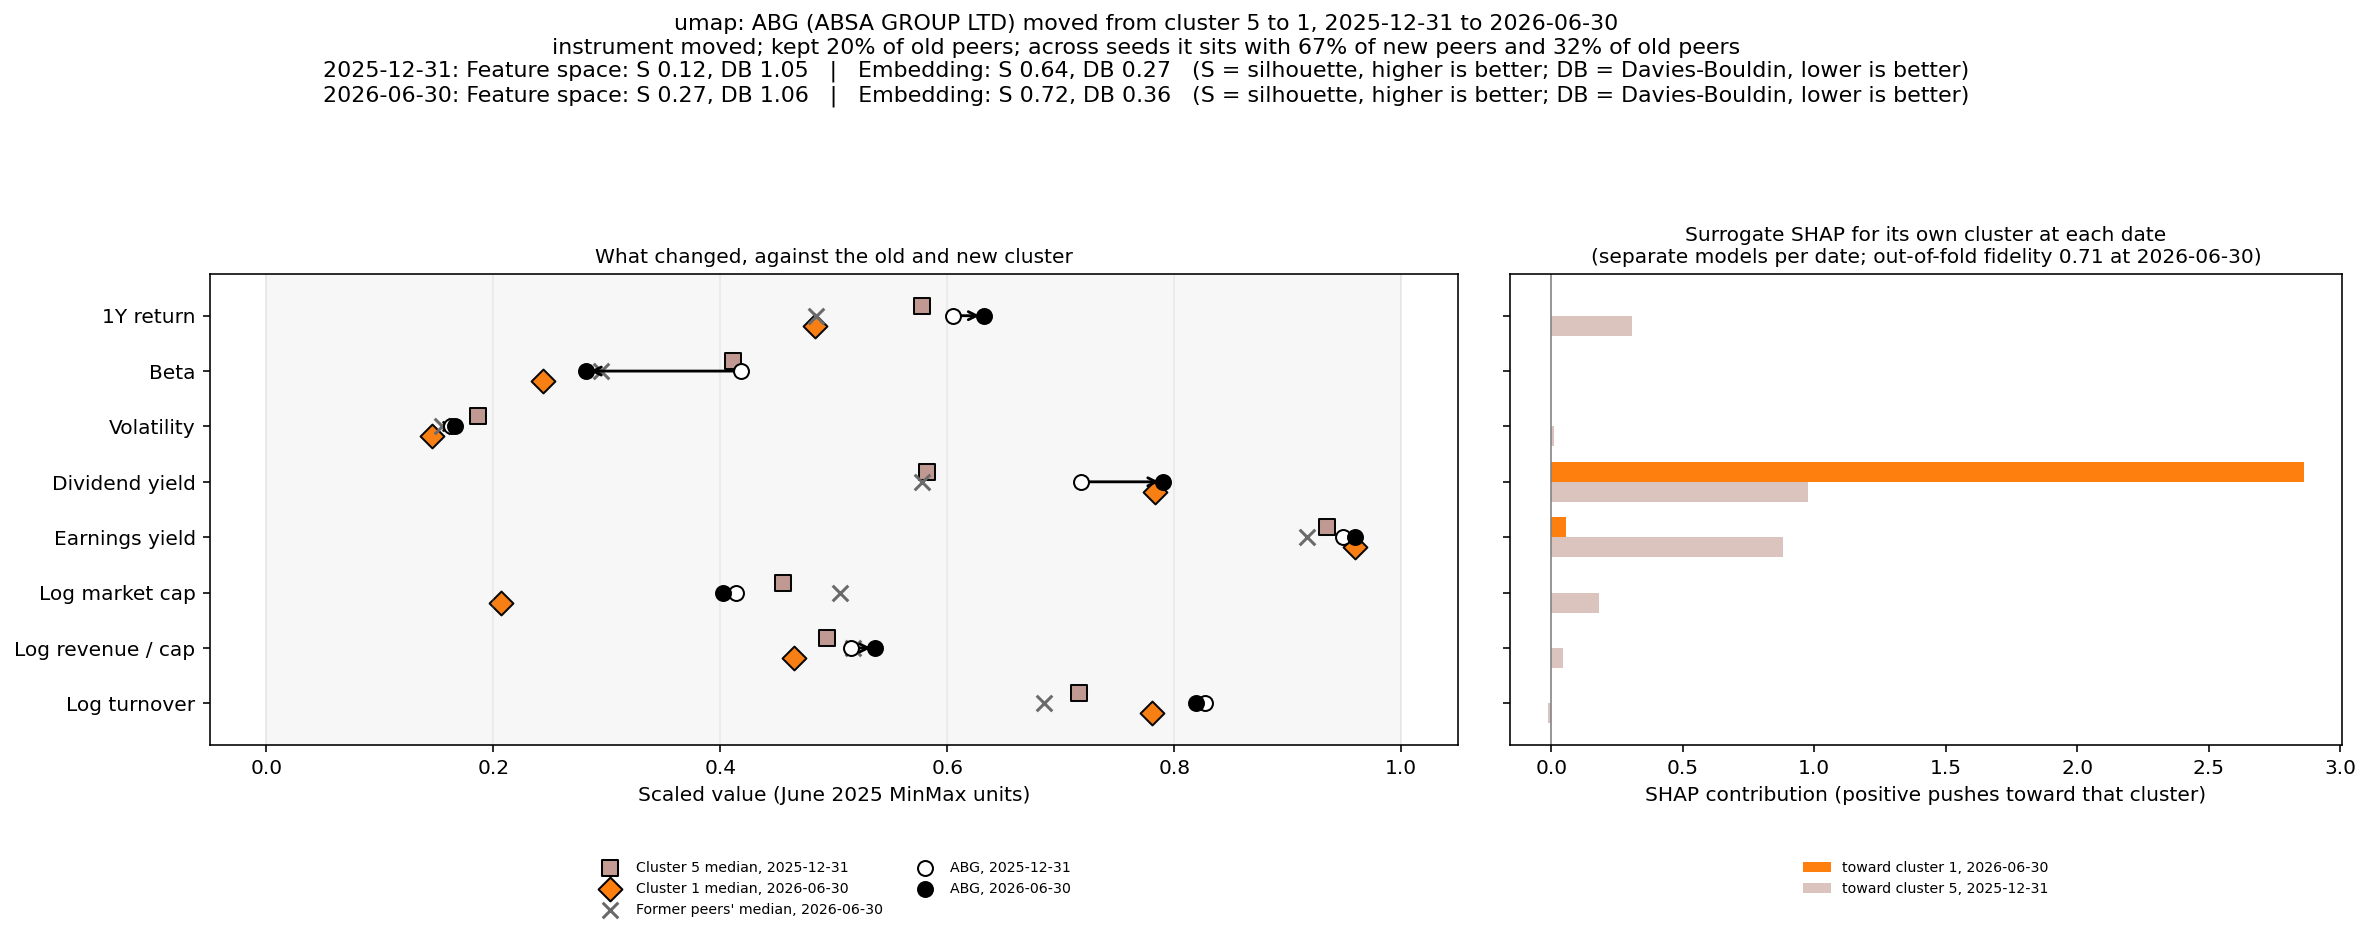 umap: ABG (ABSA GROUP LTD) moved from cluster 5 to 1, 2025-12-31 to 2026-06-30
instrument moved; kept 20% of old peers; across seeds it sits with 67% of new peers and 32% of old peers
2025-12-31: Feature space: S 0.12, DB 1.05 | Embedding: S 0.64, DB 0.27 (S = silhouette, higher is better; DB = Davies-Bouldin, lower is better)
2026-06-30: Feature space: S 0.27, DB 1.06 | Embedding: S 0.72, DB 0.36 (S = silhouette, higher is better; DB = Davies-Bouldin, lower is better)
What changed, against the old and new cluster
1Y return
Beta
Volatility
Dividend yield
Earnings yield
Log market cap
Log revenue / cap
Log turnover
0.0 0.2 0.4 0.6 0.8 1.0
Scaled value (June 2025 MinMax units)
Cluster 5 median, 2025-12-31
Cluster 1 median, 2026-06-30
Former peers' median, 2026-06-30
ABG, 2025-12-31
ABG, 2026-06-30
Surrogate SHAP for its own cluster at each date
(separate models per date; out-of-fold fidelity 0.71 at 2026-06-30)
0.0 0.5 1.0 1.5 2.0 2.5 3.0
SHAP contribution (positive pushes toward that cluster)
toward cluster 1, 2026-06-30
toward cluster 5, 2025-12-31